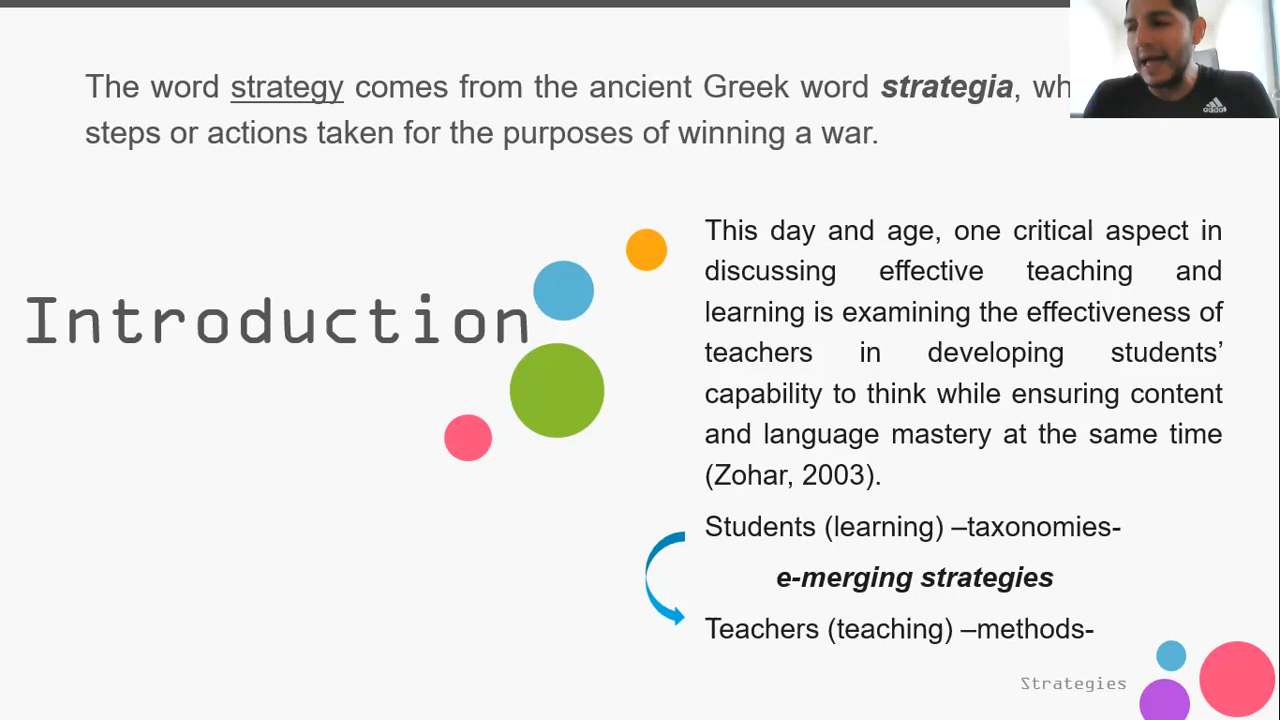 The word strategy comes from the ancient Greek word strategia, wh
steps or actions taken for the purposes of winning a war.
adidas
Introduction
This day and age, one critical aspect in
discussing effective teaching and
learning is examining the effectiveness of
teachers in developing students’
capability to think while ensuring content
and language mastery at the same time
(Zohar, 2003).
Students (learning) –taxonomies-
e-merging strategies
Teachers (teaching) –methods-
Strategies